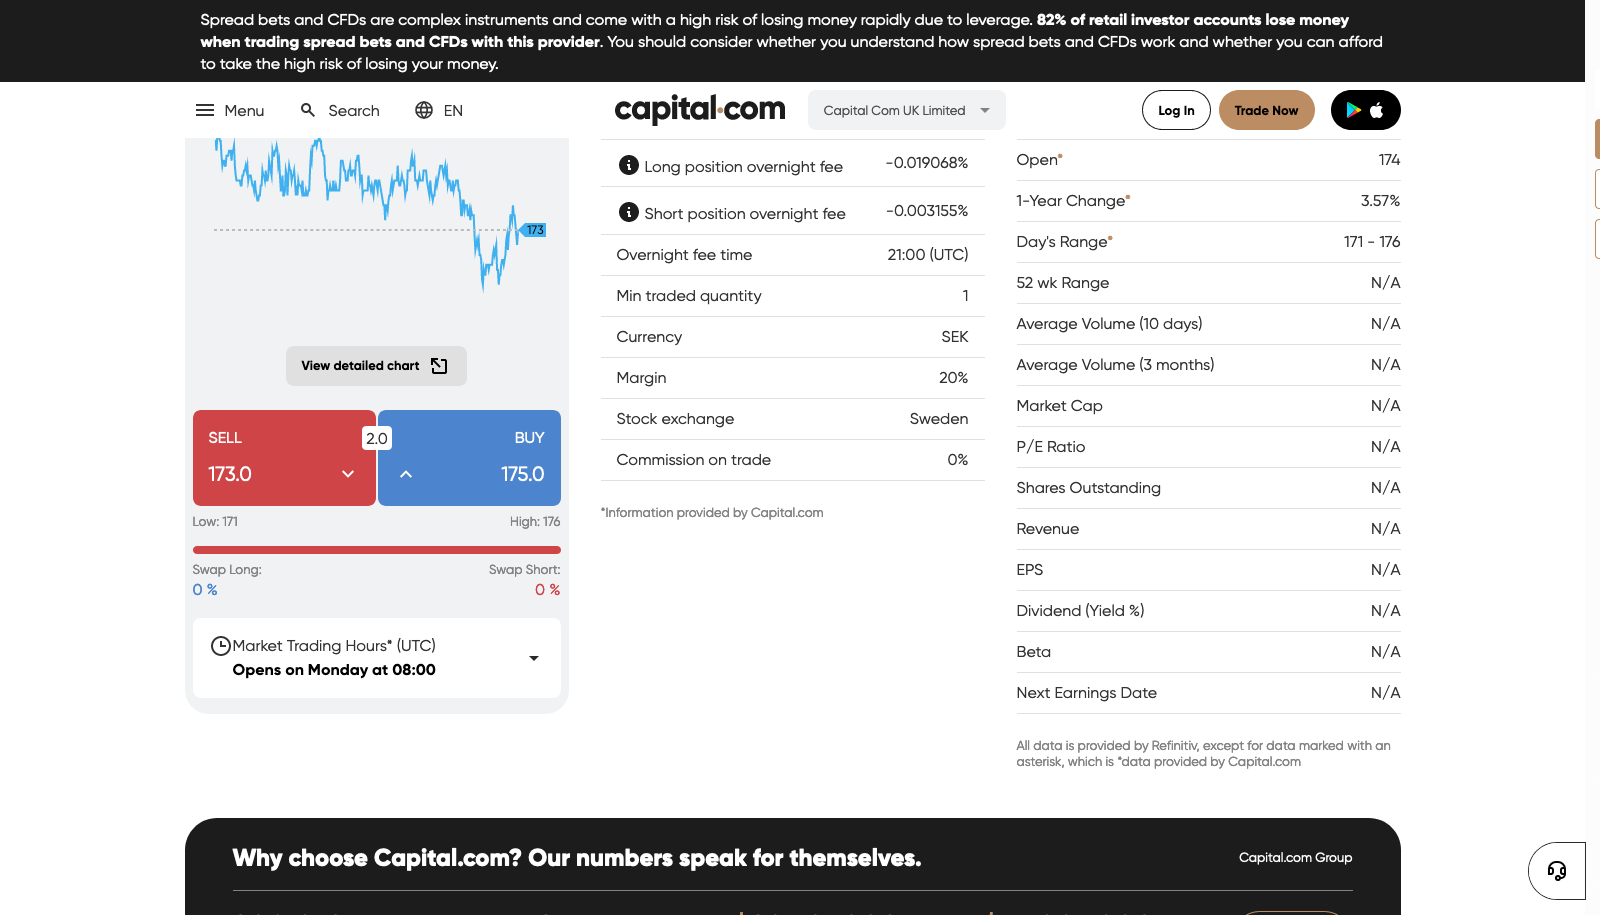 Spread bets and CFDs are complex instruments and come with a high risk of losing money rapidly due to leverage. 82% of retail investor accounts lose money
when trading spread bets and CFDs with this provider. You should consider whether you understand how spread bets and CFDs work and whether you can afford
to take the high risk of losing your money.
Menu
Search
EN
capital.com
Capital Com UK Limited
Log In
Trade Now
173
View detailed chart
SELL
2.0
BUY
173.0
175.0
Low: 171
High: 176
Swap Long:
Swap Short:
0 %
0 %
Market Trading Hours* (UTC)
Opens on Monday at 08:00
Long position overnight fee -0.019068%
Short position overnight fee -0.003155%
Overnight fee time 21:00 (UTC)
Min traded quantity 1
Currency SEK
Margin 20%
Stock exchange Sweden
Commission on trade 0%
*Information provided by Capital.com
Open* 174
1-Year Change* 3.57%
Day's Range* 171 - 176
52 wk Range N/A
Average Volume (10 days) N/A
Average Volume (3 months) N/A
Market Cap N/A
P/E Ratio N/A
Shares Outstanding N/A
Revenue N/A
EPS N/A
Dividend (Yield %) N/A
Beta N/A
Next Earnings Date N/A
All data is provided by Refinitiv, except for data marked with an
asterisk, which is *data provided by Capital.com
Why choose Capital.com? Our numbers speak for themselves.
Capital.com Group